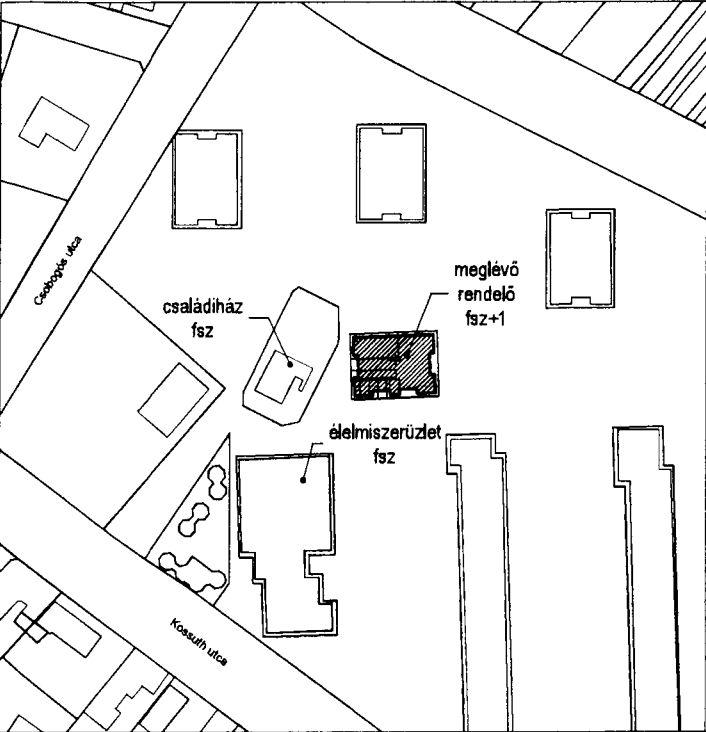 Csobogós utca
családiház
fsz
meglévő
rendelő
fsz+1
élelmiszerüzlet
fsz
Kossuth utca